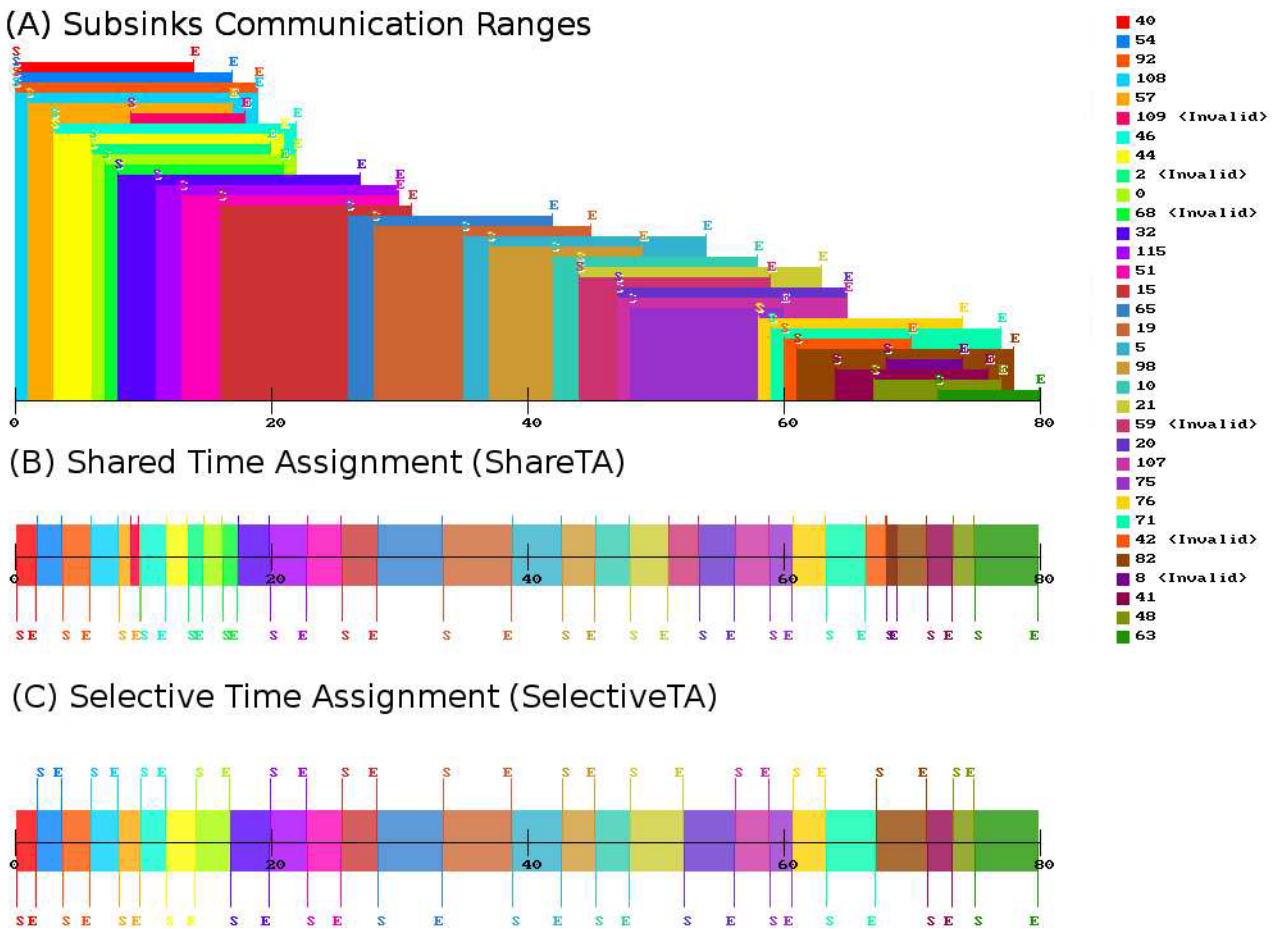 (A) Subsinks Communication Ranges
0 20 40 60 80
(B) Shared Time Assignment (ShareTA)
0 20 40 60 80
(C) Selective Time Assignment (SelectiveTA)
0 20 40 60 80
40
54
92
108
57
109 <Invalid>
46
44
2 <Invalid>
0
68 <Invalid>
32
115
51
15
65
19
5
98
10
21
59 <Invalid>
20
107
75
76
71
42 <Invalid>
82
8 <Invalid>
41
48
63